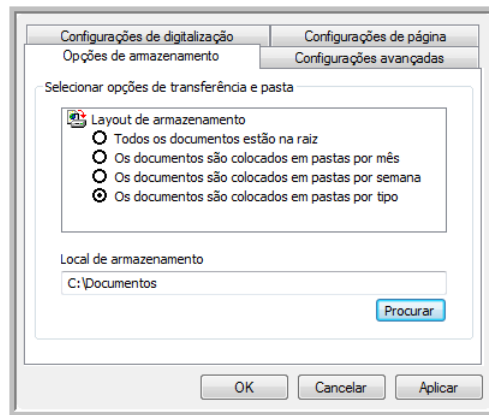 Configurações de digitalização
Configurações de página
Opções de armazenamento
Configurações avançadas
Selecionar opções de transferência e pasta
Layout de armazenamento
Todos os documentos estão na raiz
Os documentos são colocados em pastas por mês
Os documentos são colocados em pastas por semana
Os documentos são colocados em pastas por tipo
Local de armazenamento
C:\Documentos
Procurar
OK
Cancelar
Aplicar